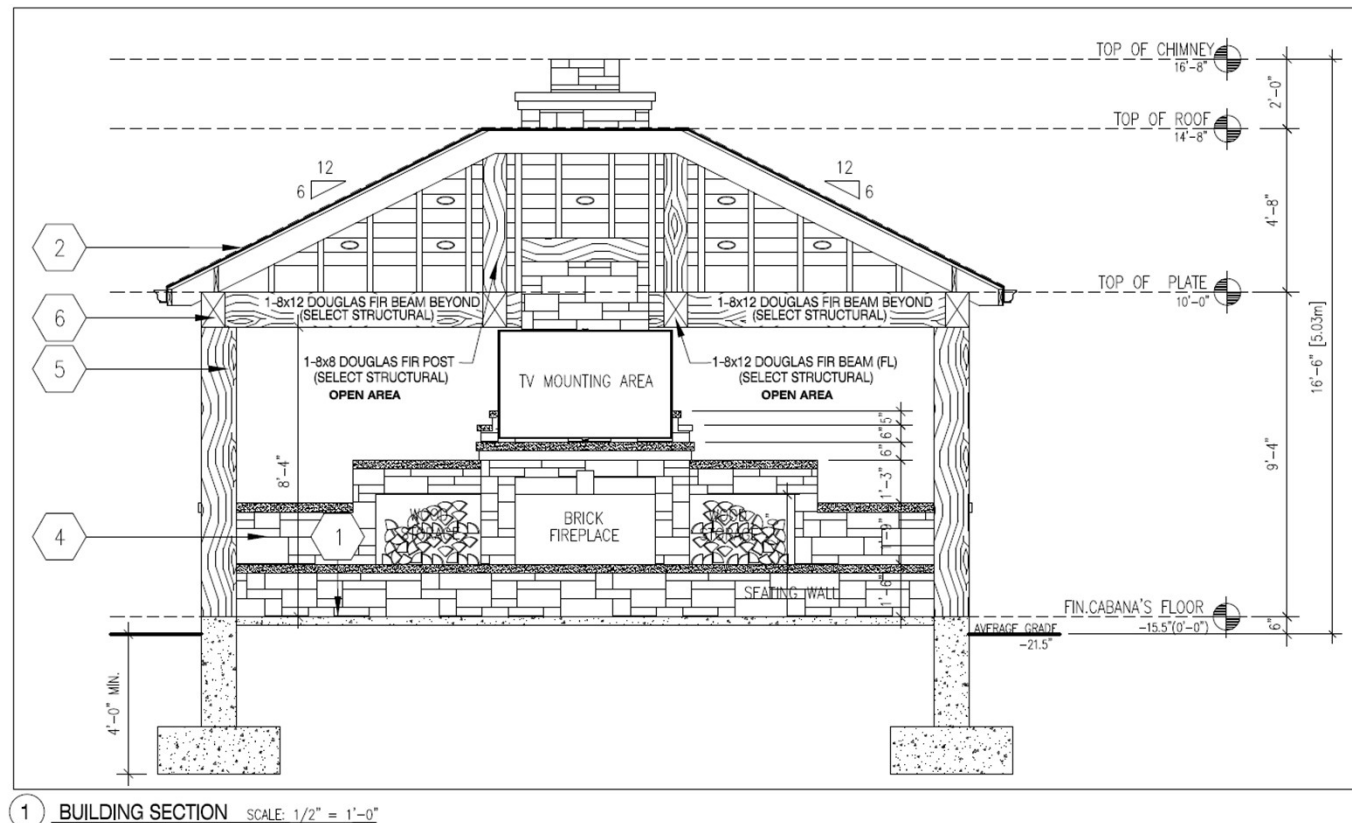 TOP OF CHIMNEY
16'-8"
2'-0"
TOP OF ROOF
14'-8"
12
6
12
6
4'-8"
2
TOP OF PLATE
10'-0"
6
1-8x12 DOUGLAS FIR BEAM BEYOND
(SELECT STRUCTURAL)
1-8x12 DOUGLAS FIR BEAM BEYOND
(SELECT STRUCTURAL)
5
1-8x8 DOUGLAS FIR POST
(SELECT STRUCTURAL)
OPEN AREA
TV MOUNTING AREA
1-8x12 DOUGLAS FIR BEAM (FL)
(SELECT STRUCTURAL)
OPEN AREA
16'-6" [5.03m]
5"
6"
6"
8'-4"
1'-3"
9'-4"
4
1
WOOD
STORAGE
BRICK
FIREPLACE
WOOD
STORAGE
1'-9"
SEATING WALL
1'-6"
FIN.CABANA'S FLOOR
-15.5"(0'-0")
AVERAGE GRADE
-21.5"
6"
4'-0" MIN.
1 BUILDING SECTION SCALE: 1/2" = 1'-0"